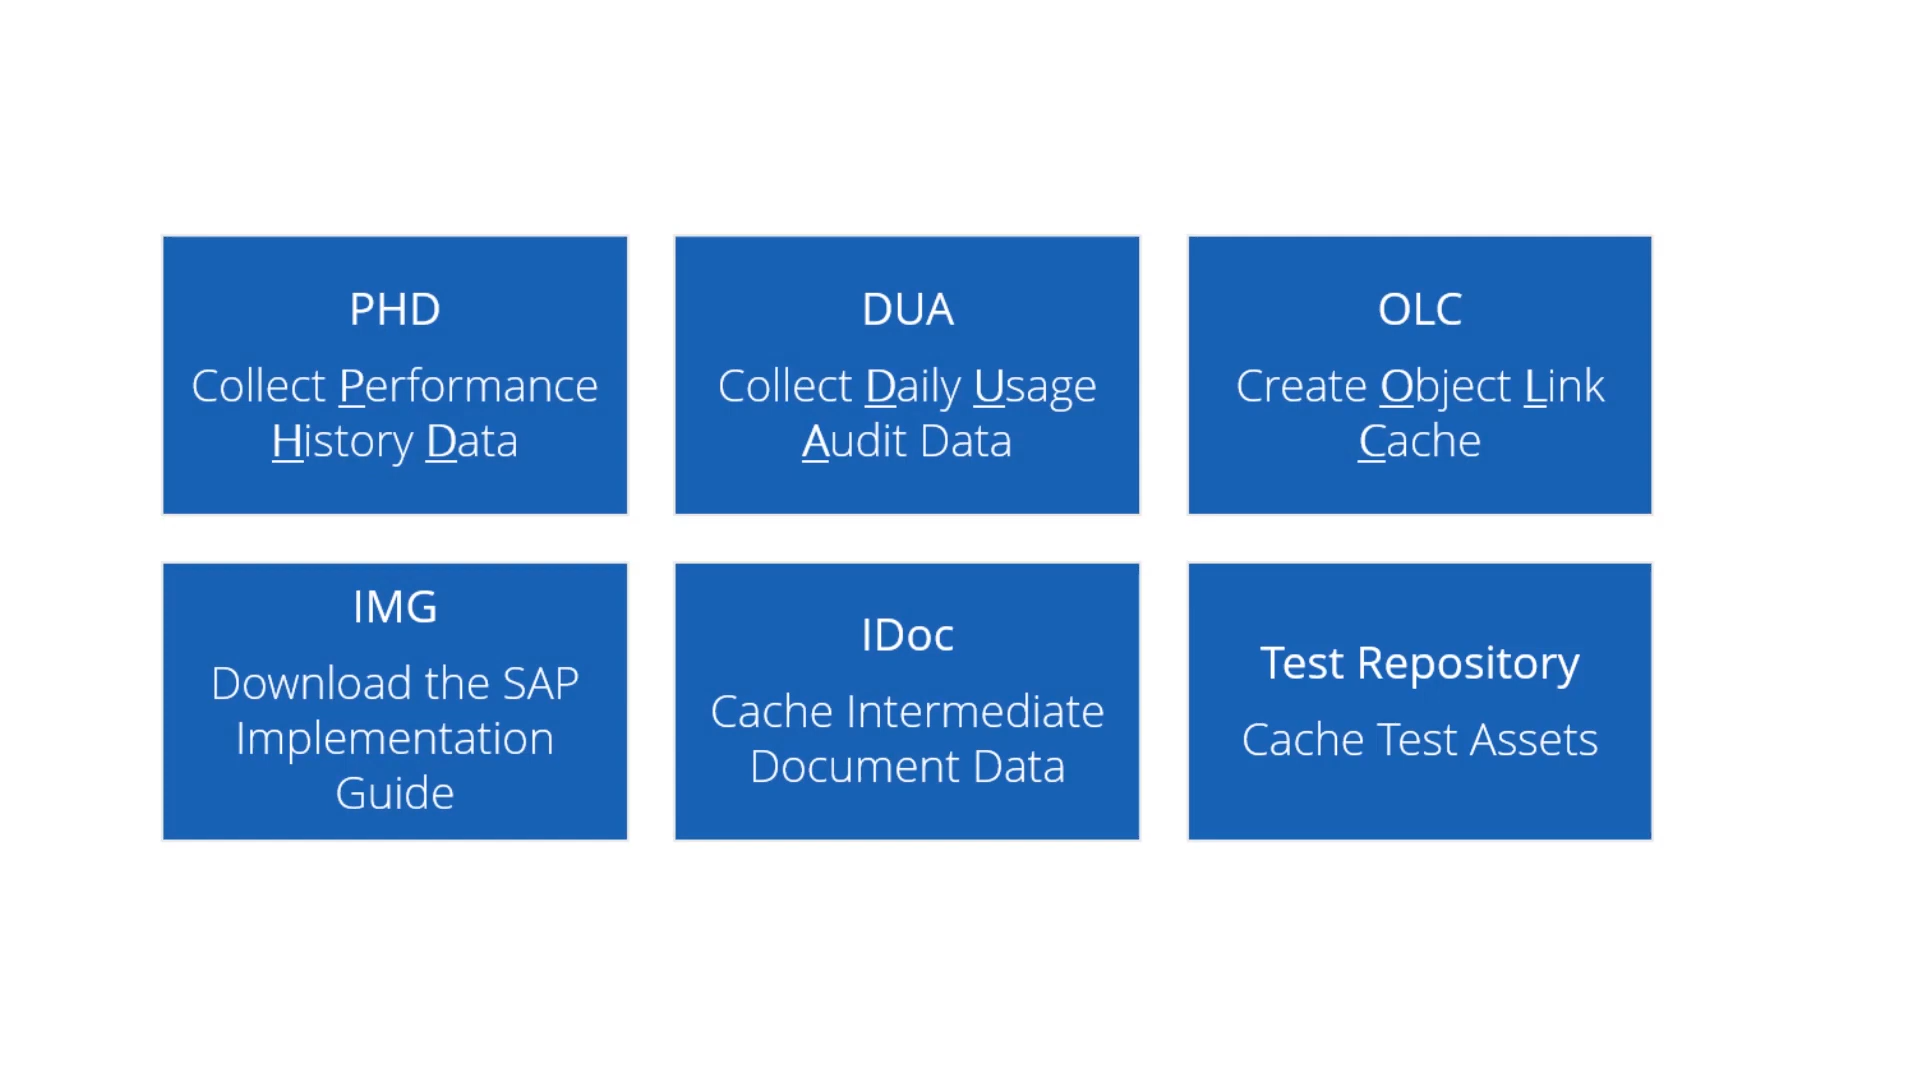 PHD
Collect Performance
History Data
DUA
Collect Daily Usage
Audit Data
OLC
Create Object Link
Cache
IMG
Download the SAP
Implementation
Guide
IDoc
Cache Intermediate
Document Data
Test Repository
Cache Test Assets